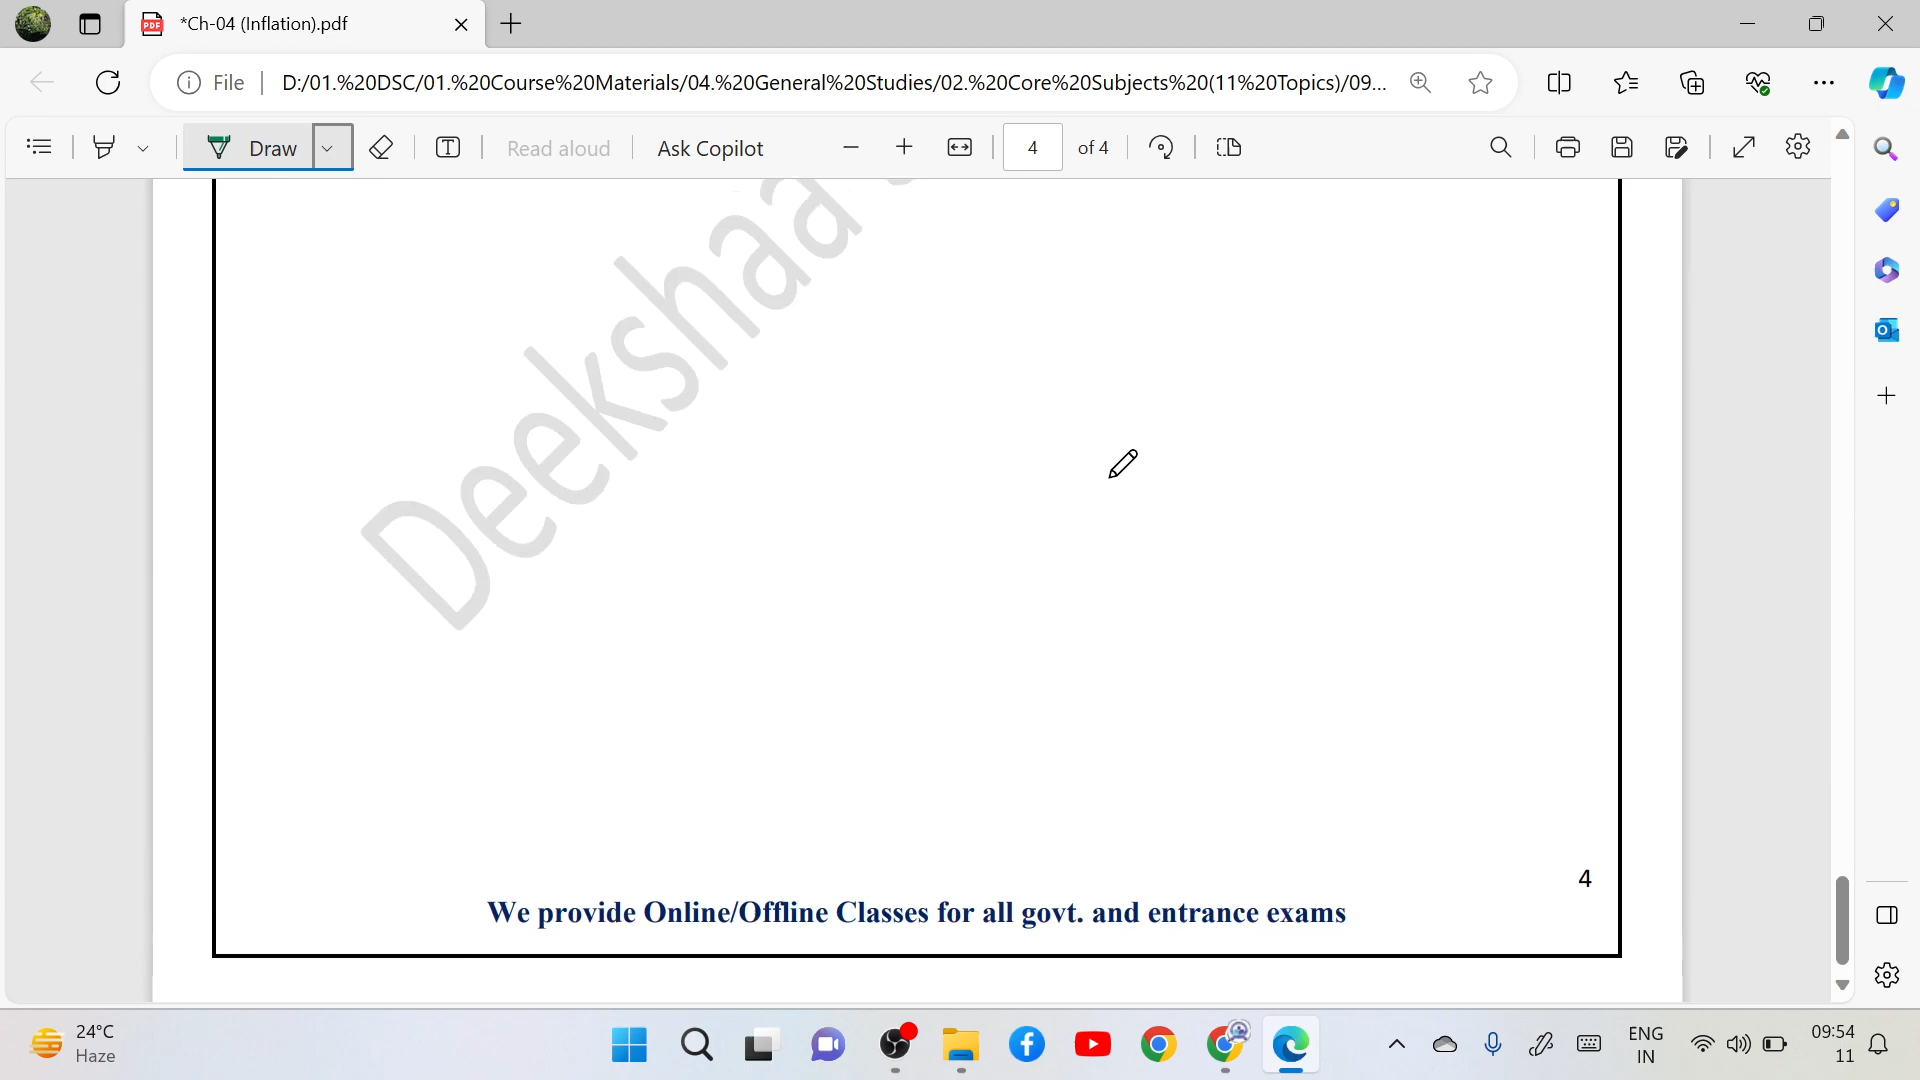 *Ch-04 (Inflation).pdf
File
D:/01.%20DSC/01.%20Course%20Materials/04.%20General%20Studies/02.%20Core%20Subjects%20(11%20Topics)/09...
Draw
Read aloud
Ask Copilot
4
of 4
Deekshaa
4
We provide Online/Offline Classes for all govt. and entrance exams
24°C
Haze
ENG
IN
09:54
11